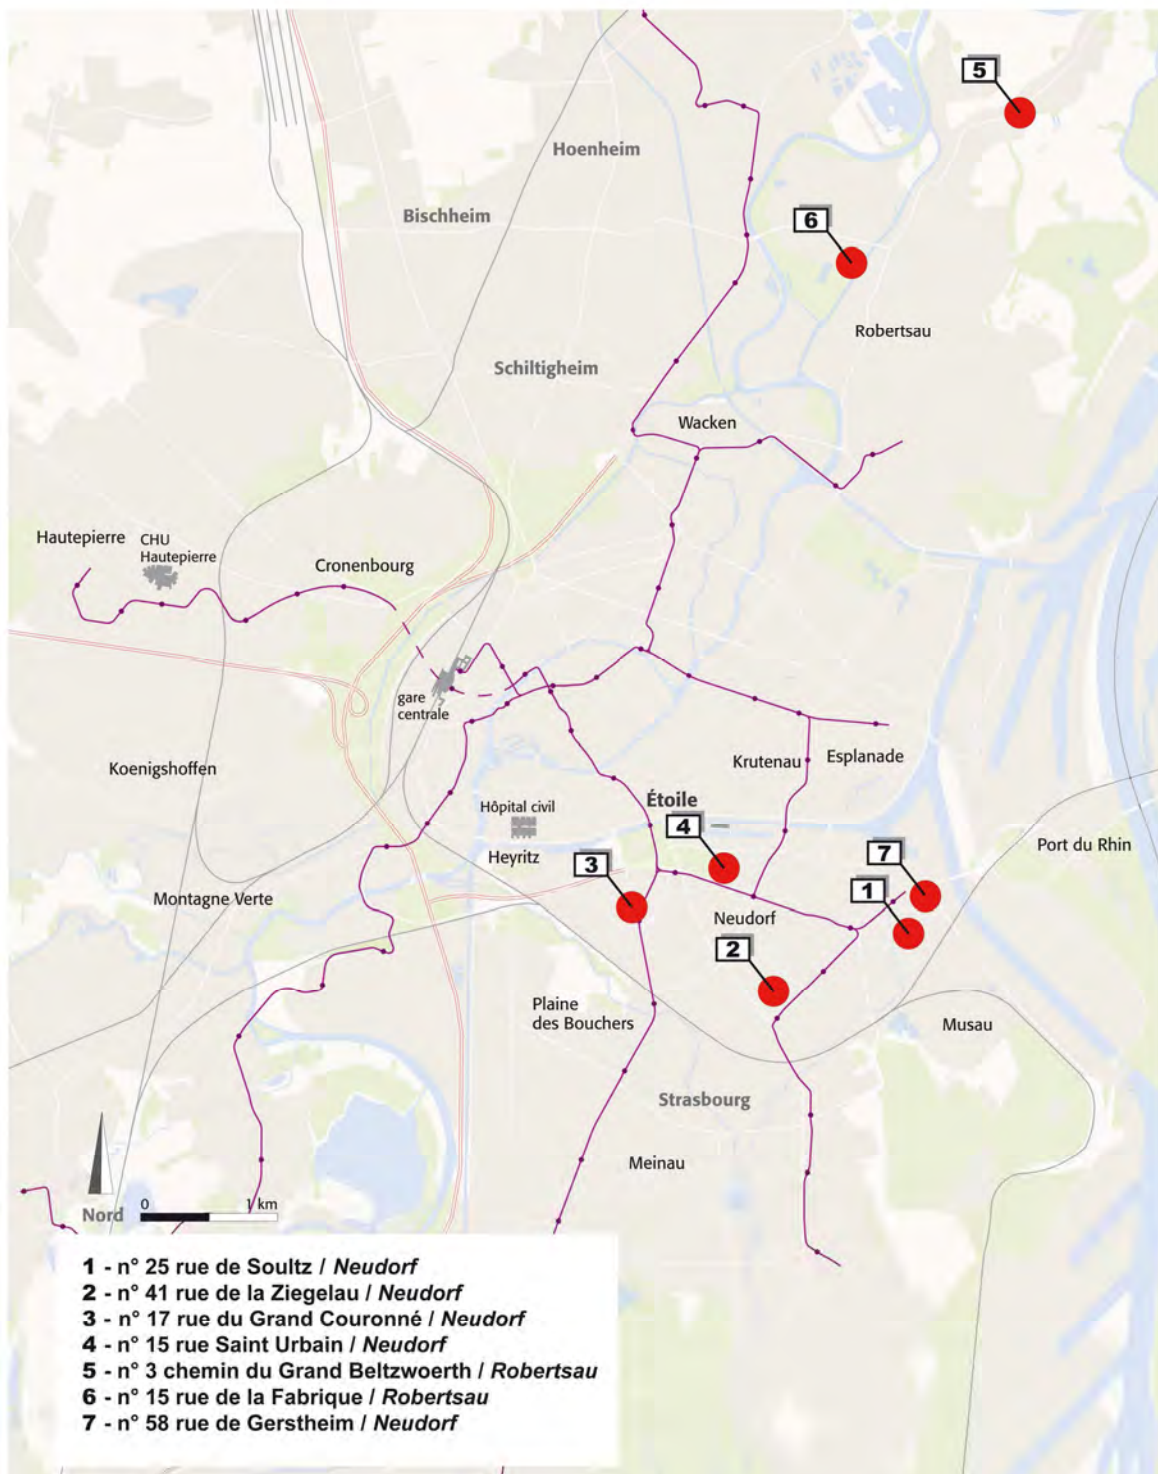 5
Hoenheim
Bischheim
6
Robertsau
Schiltigheim
Wacken
Hautepierre
CHU
Hautepierre
Cronenbourg
gare
centrale
Koenigshoffen
Krutenau
Esplanade
Étoile
Hôpital civil
4
Heyritz
3
7
Port du Rhin
1
Montagne Verte
Neudorf
2
Plaine
des Bouchers
Musau
Strasbourg
Meinau
Nord
0 1 km
1 - n° 25 rue de Soultz / Neudorf
2 - n° 41 rue de la Ziegelau / Neudorf
3 - n° 17 rue du Grand Couronné / Neudorf
4 - n° 15 rue Saint Urbain / Neudorf
5 - n° 3 chemin du Grand Beltzwoerth / Robertsau
6 - n° 15 rue de la Fabrique / Robertsau
7 - n° 58 rue de Gerstheim / Neudorf